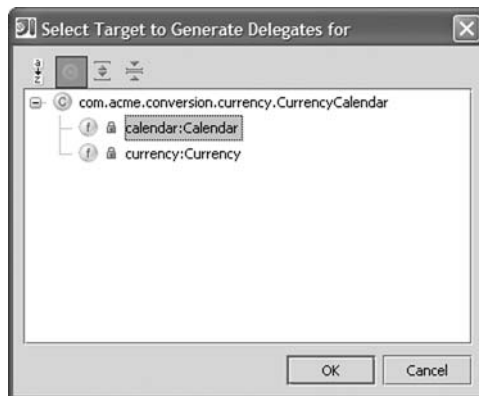 Select Target to Generate Delegates for
com.acme.conversion.currency.CurrencyCalendar
calendar:Calendar
currency:Currency
OK
Cancel